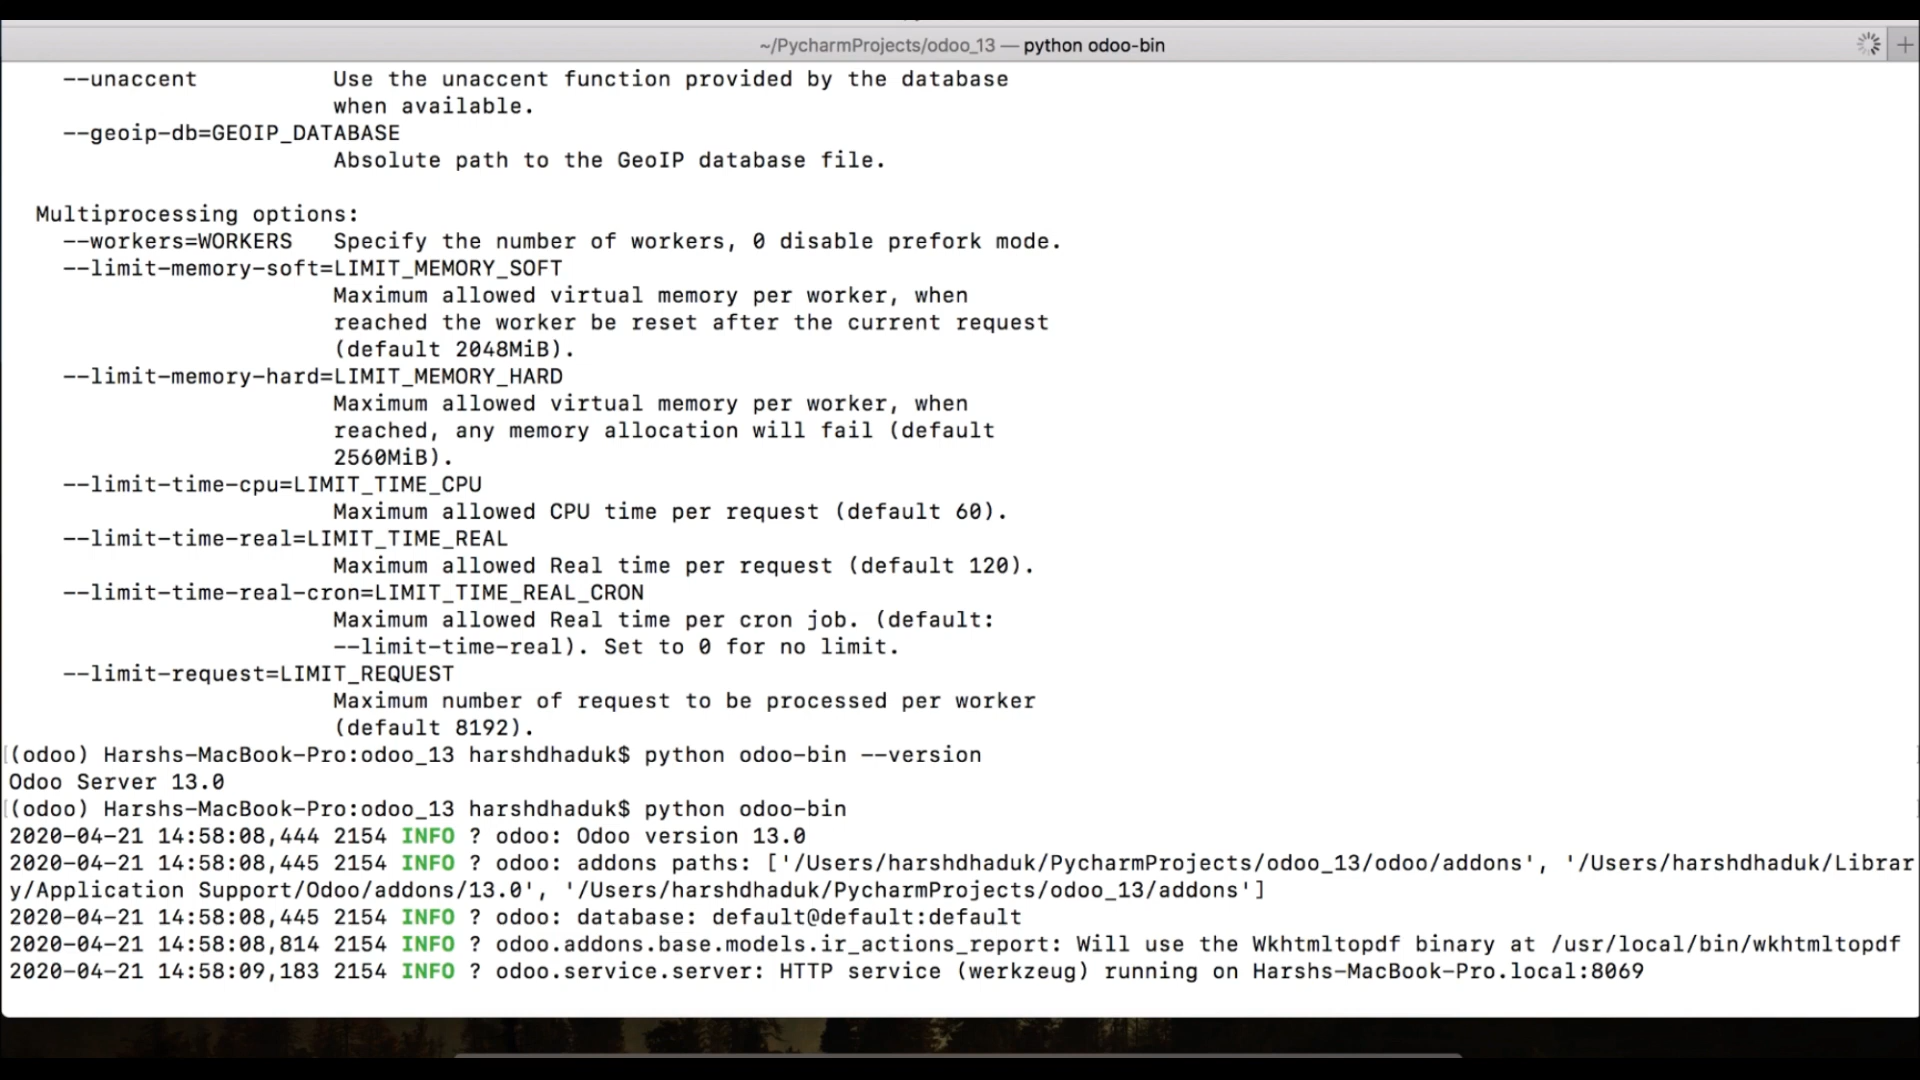 ~/PycharmProjects/odoo_13 — python odoo-bin
--unaccent Use the unaccent function provided by the database
when available.
--geoip-db=GEOIP_DATABASE
Absolute path to the GeoIP database file.
Multiprocessing options:
--workers=WORKERS Specify the number of workers, 0 disable prefork mode.
--limit-memory-soft=LIMIT_MEMORY_SOFT
Maximum allowed virtual memory per worker, when
reached the worker be reset after the current request
(default 2048MiB).
--limit-memory-hard=LIMIT_MEMORY_HARD
Maximum allowed virtual memory per worker, when
reached, any memory allocation will fail (default
2560MiB).
--limit-time-cpu=LIMIT_TIME_CPU
Maximum allowed CPU time per request (default 60).
--limit-time-real=LIMIT_TIME_REAL
Maximum allowed Real time per request (default 120).
--limit-time-real-cron=LIMIT_TIME_REAL_CRON
Maximum allowed Real time per cron job. (default:
--limit-time-real). Set to 0 for no limit.
--limit-request=LIMIT_REQUEST
Maximum number of request to be processed per worker
(default 8192).
[(odoo) Harshs-MacBook-Pro:odoo_13 harshdhaduk$ python odoo-bin --version ]
Odoo Server 13.0
[(odoo) Harshs-MacBook-Pro:odoo_13 harshdhaduk$ python odoo-bin ]
2020-04-21 14:58:08,444 2154 INFO ? odoo: Odoo version 13.0
2020-04-21 14:58:08,445 2154 INFO ? odoo: addons paths: ['/Users/harshdhaduk/PycharmProjects/odoo_13/odoo/addons', '/Users/harshdhaduk/Librar
y/Application Support/Odoo/addons/13.0', '/Users/harshdhaduk/PycharmProjects/odoo_13/addons']
2020-04-21 14:58:08,445 2154 INFO ? odoo: database: default@default:default
2020-04-21 14:58:08,814 2154 INFO ? odoo.addons.base.models.ir_actions_report: Will use the Wkhtmltopdf binary at /usr/local/bin/wkhtmltopdf
2020-04-21 14:58:09,183 2154 INFO ? odoo.service.server: HTTP service (werkzeug) running on Harshs-MacBook-Pro.local:8069